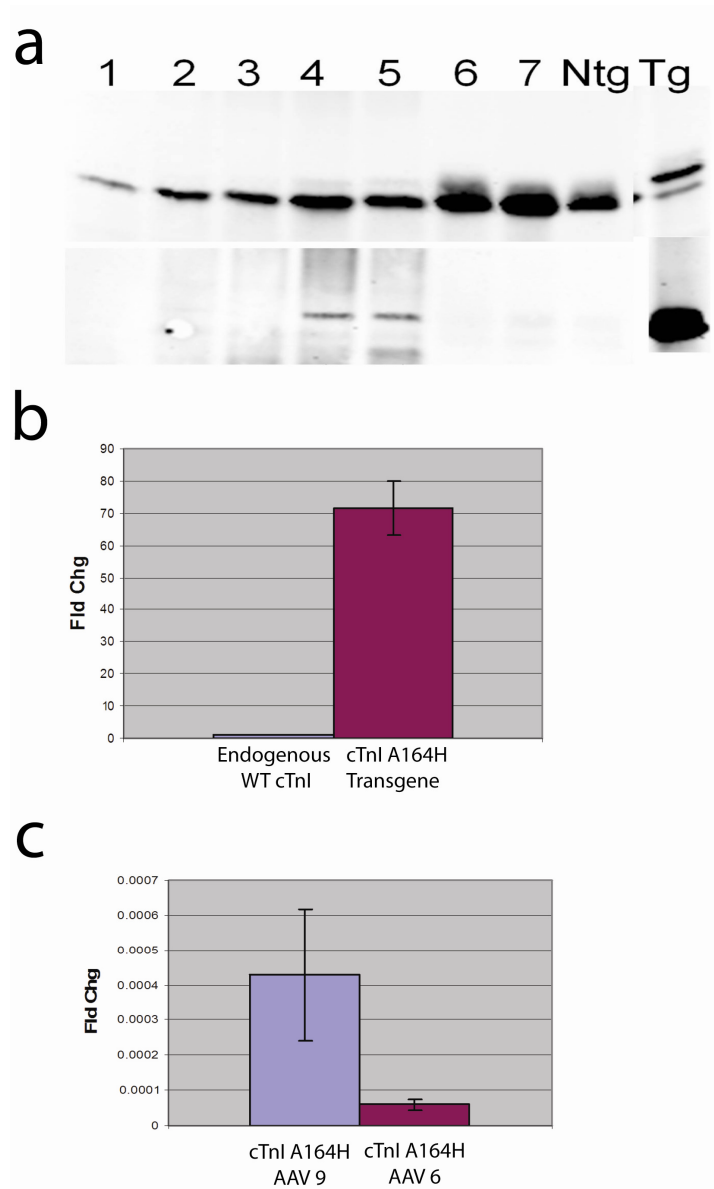 a
1 2 3 4 5 6 7 Ntg Tg
b
90
80
70
60
50
40
30
20
10
0
Fld Chg
Endogenous WT cTnI
cTnI A164H Transgene
c
0.0007
0.0006
0.0005
0.0004
0.0003
0.0002
0.0001
0
Fld Chg
cTnI A164H AAV 9
cTnI A164H AAV 6